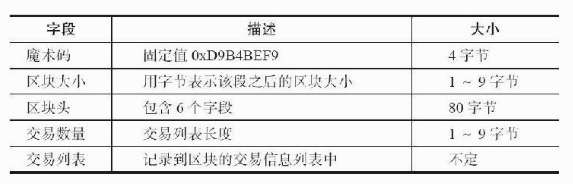 字段 描述 大小
魔术码 固定值 0xD9B4BEF9 4 字节
区块大小 用字节表示该段之后的区块大小 1 ~ 9 字节
区块头 包含 6 个字段 80 字节
交易数量 交易列表长度 1 ~ 9 字节
交易列表 记录到区块的交易信息列表中 不定